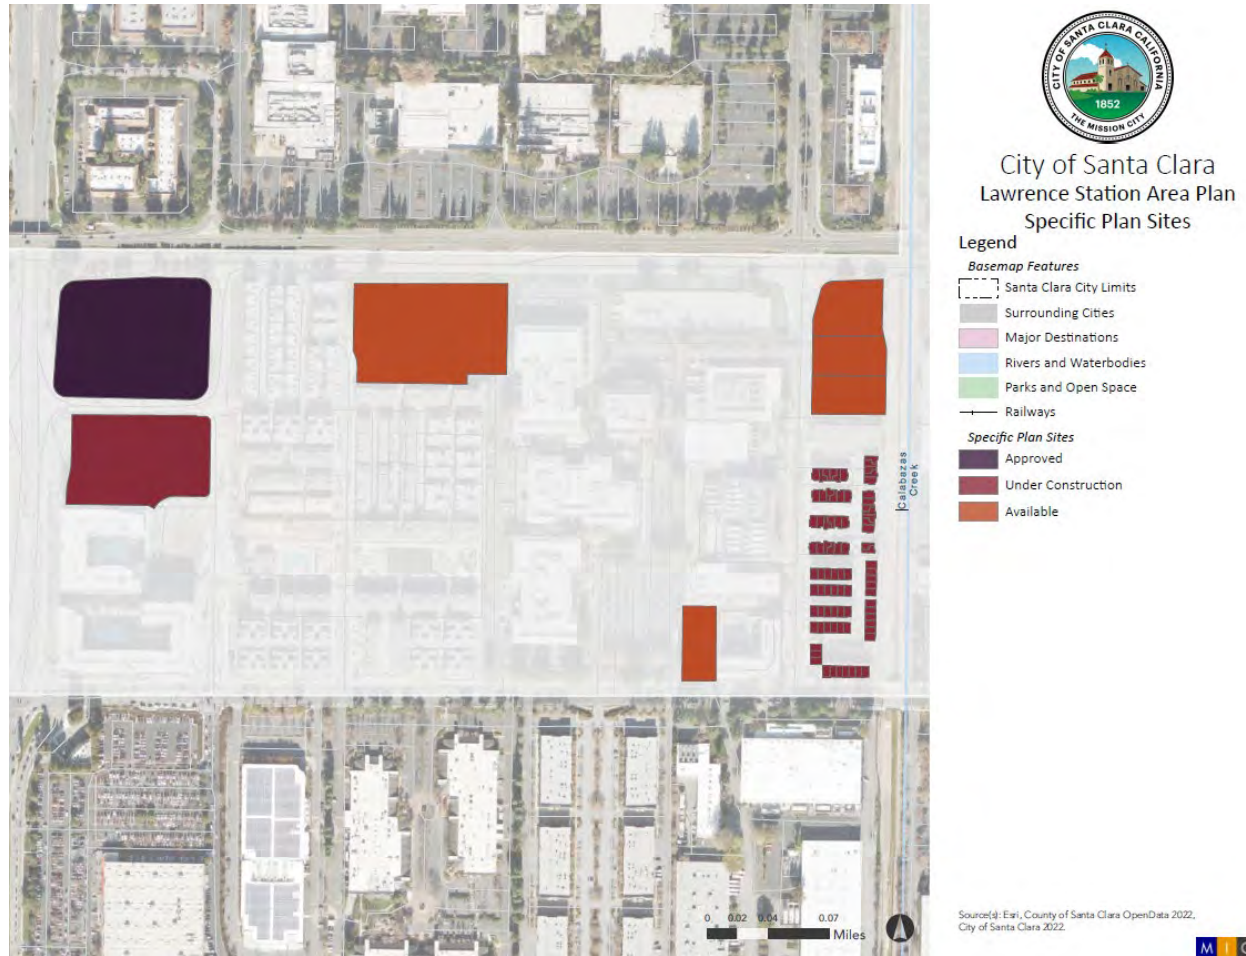 CITY OF SANTA CLARA CALIFORNIA
1852
THE MISSION CITY
City of Santa Clara
Lawrence Station Area Plan
Specific Plan Sites
Legend
Basemap Features
Santa Clara City Limits
Surrounding Cities
Major Destinations
Rivers and Waterbodies
Parks and Open Space
Railways
Specific Plan Sites
Approved
Under Construction
Available
Calabazas
Creek
0 0.02 0.04 0.07
Miles
Source(s): Esri, County of Santa Clara OpenData 2022,
City of Santa Clara 2022.
M I G